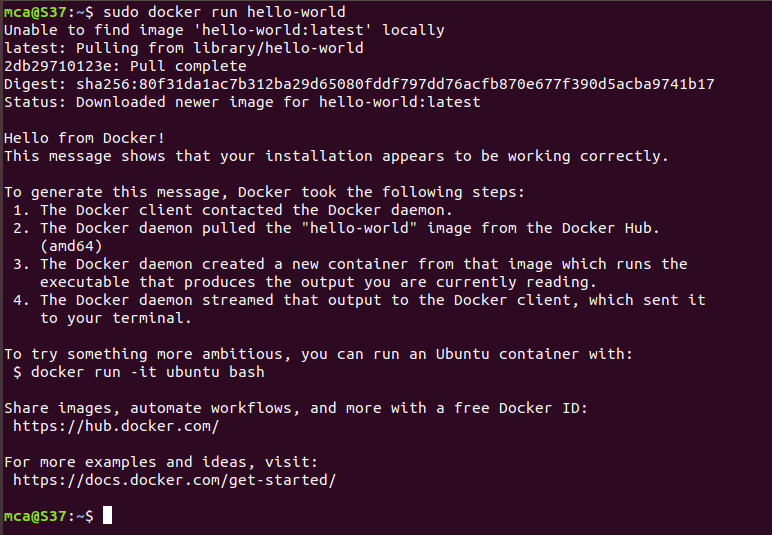 mca@S37:~$ sudo docker run hello-world
Unable to find image 'hello-world:latest' locally
latest: Pulling from library/hello-world
2db29710123e: Pull complete
Digest: sha256:80f31da1ac7b312ba29d65080fddf797dd76acfb870e677f390d5acba9741b17
Status: Downloaded newer image for hello-world:latest

Hello from Docker!
This message shows that your installation appears to be working correctly.

To generate this message, Docker took the following steps:
 1. The Docker client contacted the Docker daemon.
 2. The Docker daemon pulled the "hello-world" image from the Docker Hub.
    (amd64)
 3. The Docker daemon created a new container from that image which runs the
    executable that produces the output you are currently reading.
 4. The Docker daemon streamed that output to the Docker client, which sent it
    to your terminal.

To try something more ambitious, you can run an Ubuntu container with:
 $ docker run -it ubuntu bash

Share images, automate workflows, and more with a free Docker ID:
 https://hub.docker.com/

For more examples and ideas, visit:
 https://docs.docker.com/get-started/

mca@S37:~$